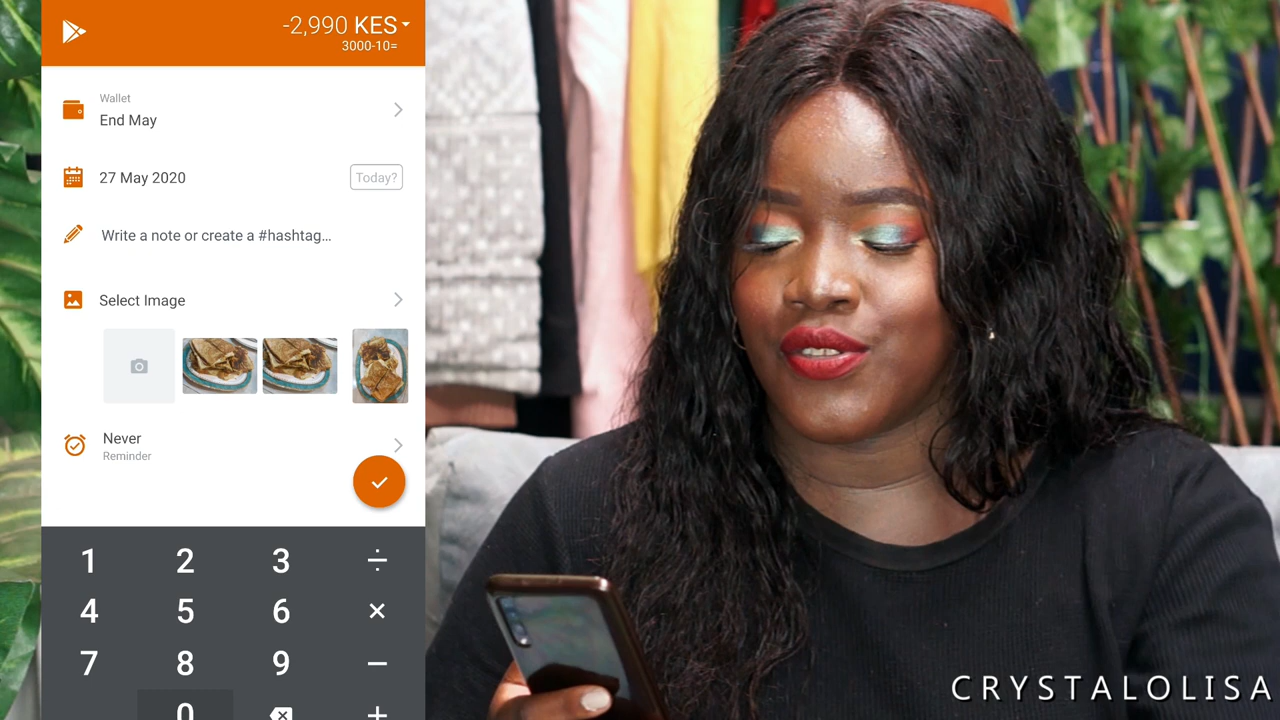 -2,990 KES
3000-10=
Wallet
End May
27 May 2020
Today?
Write a note or create a #hashtag...
Select Image
Never
Reminder
1 2 3 ÷
4 5 6 ×
7 8 9 −
0 +
CRYSTALOLISA